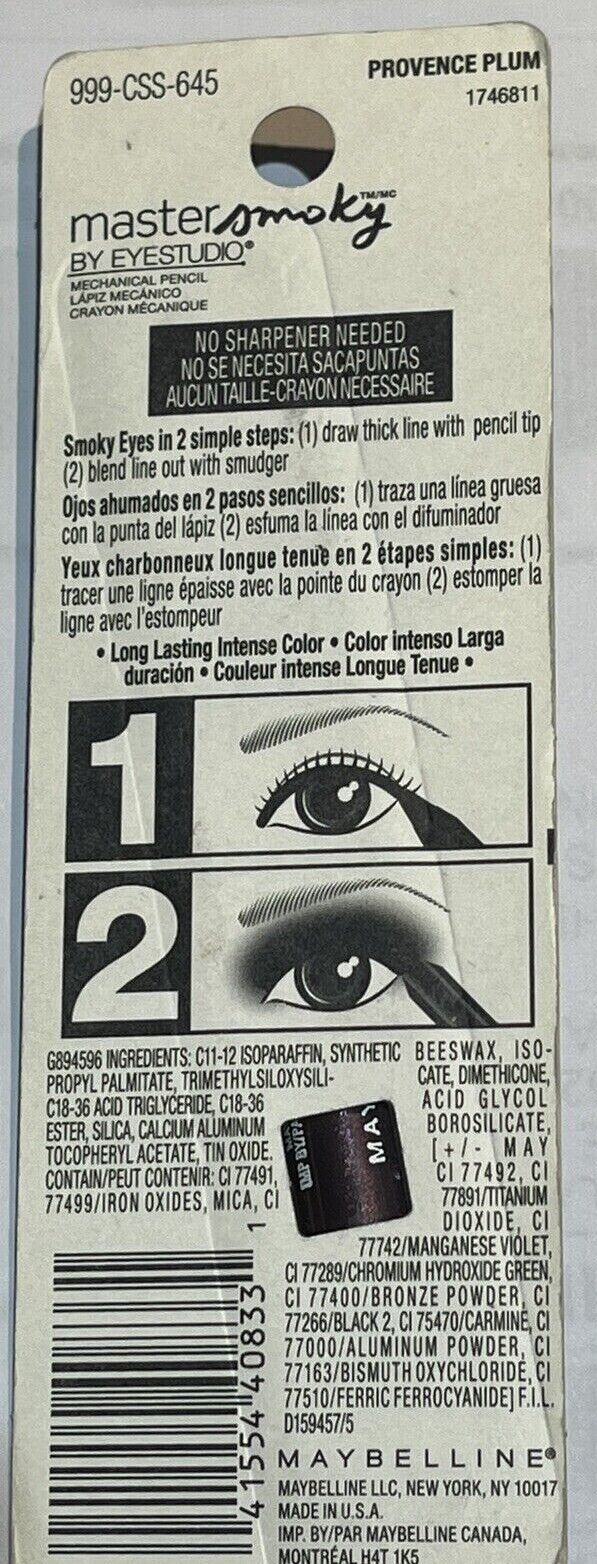 999-CSS-645
PROVENCE PLUM
1746811
master smoky™/MC
BY EYESTUDIO®
MECHANICAL PENCIL
LÁPIZ MECÁNICO
CRAYON MÉCANIQUE
NO SHARPENER NEEDED
NO SE NECESITA SACAPUNTAS
AUCUN TAILLE-CRAYON NECESSAIRE
Smoky Eyes in 2 simple steps: (1) draw thick line with pencil tip
(2) blend line out with smudger
Ojos ahumados en 2 pasos sencillos: (1) traza una línea gruesa
con la punta del lápiz (2) esfuma la línea con el difuminador
Yeux charbonneux longue tenue en 2 étapes simples: (1)
tracer une ligne épaisse avec la pointe du crayon (2) estomper la
ligne avec l'estompeur
• Long Lasting Intense Color • Color intenso Larga
duración • Couleur intense Longue Tenue •
1
2
G894596 INGREDIENTS: C11-12 ISOPARAFFIN, SYNTHETIC BEESWAX, ISO-
PROPYL PALMITATE, TRIMETHYLSILOXYSILI- CATE, DIMETHICONE,
C18-36 ACID TRIGLYCERIDE, C18-36 ACID GLYCOL
ESTER, SILICA, CALCIUM ALUMINUM BOROSILICATE,
TOCOPHERYL ACETATE, TIN OXIDE. [+/- MAY
CONTAIN/PEUT CONTENIR: CI 77491, CI 77492, CI
77499/IRON OXIDES, MICA, CI 77891/TITANIUM
DIOXIDE, CI
77742/MANGANESE VIOLET,
CI 77289/CHROMIUM HYDROXIDE GREEN,
CI 77400/BRONZE POWDER, CI
77266/BLACK 2, CI 75470/CARMINE, CI
77000/ALUMINUM POWDER, CI
77163/BISMUTH OXYCHLORIDE, CI
77510/FERRIC FERROCYANIDE] F.I.L.
D159457/5
MAY
4 15544 0833 1
MAYBELLINE®
MAYBELLINE LLC, NEW YORK, NY 10017
MADE IN U.S.A.
IMP. BY/PAR MAYBELLINE CANADA,
MONTRÉAL H4T 1K5